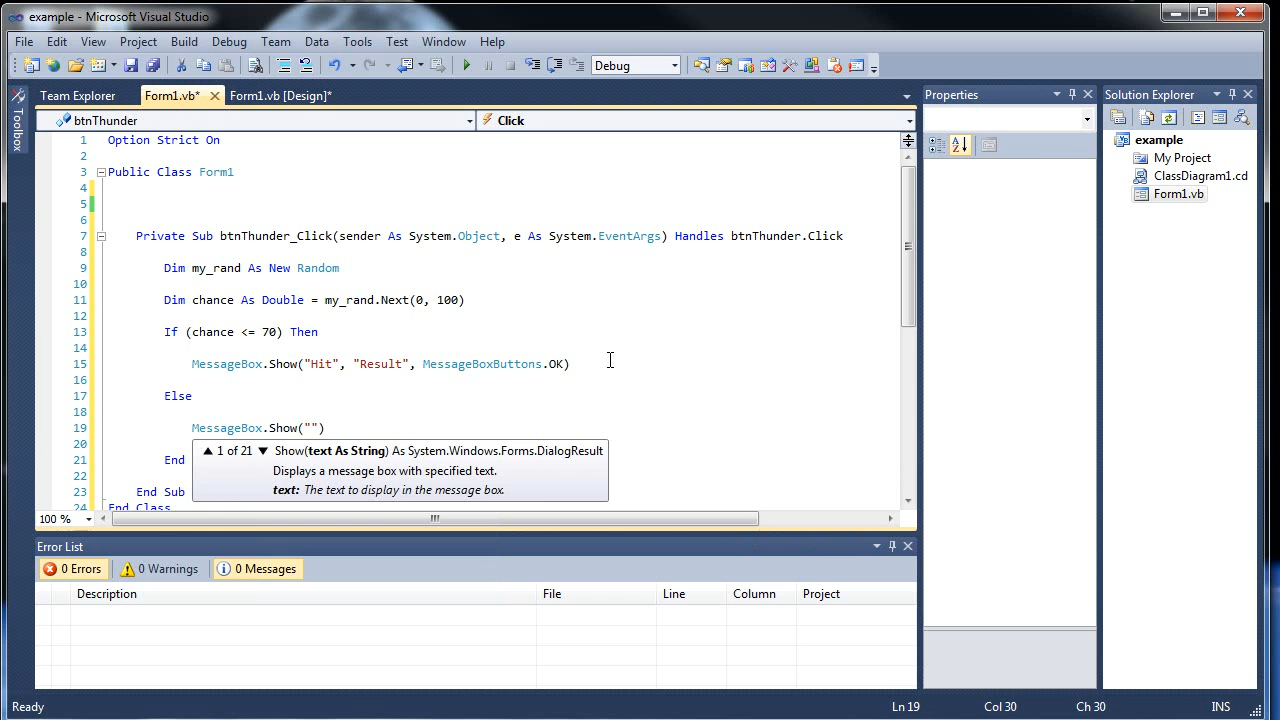 example - Microsoft Visual Studio
File Edit View Project Build Debug Team Data Tools Test Window Help
Debug
Team Explorer Form1.vb* Form1.vb [Design]*
btnThunder Click
1 Option Strict On
2
3 Public Class Form1
4
5
6
7 Private Sub btnThunder_Click(sender As System.Object, e As System.EventArgs) Handles btnThunder.Click
8
9 Dim my_rand As New Random
10
11 Dim chance As Double = my_rand.Next(0, 100)
12
13 If (chance <= 70) Then
14
15 MessageBox.Show("Hit", "Result", MessageBoxButtons.OK)
16
17 Else
18
19 MessageBox.Show("")
20
21 End
22
23 End Sub
24 End Class
1 of 21 Show(text As String) As System.Windows.Forms.DialogResult
Displays a message box with specified text.
text: The text to display in the message box.
100 %
Error List
0 Errors 0 Warnings 0 Messages
Description File Line Column Project
Toolbox
Properties
Solution Explorer
example
My Project
ClassDiagram1.cd
Form1.vb
Ready Ln 19 Col 30 Ch 30 INS